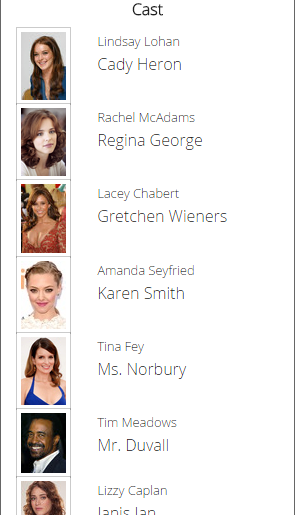 Cast
Lindsay Lohan
Cady Heron
Rachel McAdams
Regina George
Lacey Chabert
Gretchen Wieners
Amanda Seyfried
Karen Smith
Tina Fey
Ms. Norbury
Tim Meadows
Mr. Duvall
Lizzy Caplan
Janis Ian